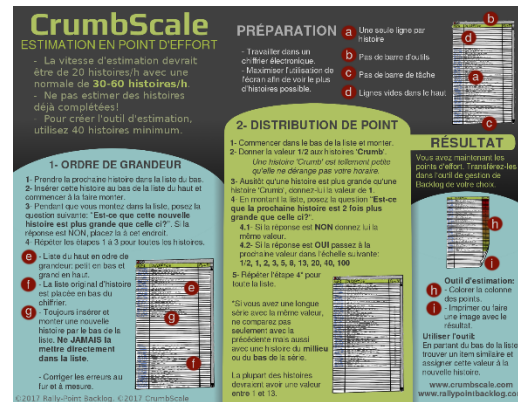 CrumbScale
ESTIMATION EN POINT D'EFFORT
- La vitesse d'estimation devrait
être de 20 histoires/h avec une
normale de 30-60 histoires/h.
- Ne pas estimer des histoires
déjà complétées!
- Pour créer l'outil d'estimation,
utilisez 40 histoires minimum.
PRÉPARATION
- Travailler dans un
chiffrier électronique.
- Maximiser l'utilisation de
l'écran afin de voir le plus
d'histoires possible.
a Une seule ligne par
histoire
b Pas de barre d'outils
c Pas de barre de tâche
d Lignes vides dans le haut
b
d
a
c
1- ORDRE DE GRANDEUR
1- Prendre la prochaine histoire dans la liste du bas.
2- Insérer cette histoire au bas de la liste du haut et
commencer à la faire monter.
3- Pendant que vous montez dans la liste, posez la
question suivante: "Est-ce que cette nouvelle
histoire est plus grande que celle ci?". Si la
réponse est NON, placez la à cet endroit.
4- Répéter les étapes 1 à 3 pour toutes les histoires.
e - Liste du haut en odre de
grandeur: petit en bas et
grand en haut.
f - La liste original d'histoire
est placée en bas du
chiffrier.
g - Toujours insérer et
monter une nouvelle
histoire par le bas de la
liste. Ne JAMAIS la
mettre directement
dans la liste.
- Corriger les erreurs au
fur et à mesure.
e
g
f
2- DISTRIBUTION DE POINT
1- Commencer dans le bas de la liste et monter.
2- Donner la valeur 1/2 aux histoires 'Crumb'.
Une histoire 'Crumb' est tellement petite
qu'elle ne dérange pas votre horaire.
3- Aussitôt qu'une histoire est plus grande qu'une
histoire 'Crumb', donnez-lui la valeur de 1.
4- En montant la liste, posez la question "Est-ce
que la prochaine histoire est 2 fois plus
grande que celle ci?".
4.1- Si la réponse est NON donnez lui la
même valeur.
4.2- Si la réponse est OUI passez à la
prochaine valeur dans l'échelle suivante:
1/2, 1, 2, 3, 5, 8, 13, 20, 40, 100
5- Répéter l'étape 4* pour
toute la liste.
*Si vous avez une longue
série avec la même valeur,
ne comparez pas
seulement avec la
précédente mais aussi
avec une histoire du milieu
ou du bas de la série.
La plupart des histoires
devraient avoir une valeur
entre 1 et 13.
RÉSULTAT
Vous avez maintenant les
points d'effort. Transférez-les
dans l'outil de gestion de
Backlog de votre choix.
h
i
Outil d'estimation:
h - Colorer la colonne
des points.
i - Imprimer ou faire
une image avec le
résultat.
Utiliser l'outil:
En partant du bas de la liste
trouver un item similaire et
assigner cette valeur à la
nouvelle histoire.
www.crumbscale.com
www.rallypointbacklog.com
©2017 Rally-Point Backlog, ©2017 CrumbScale